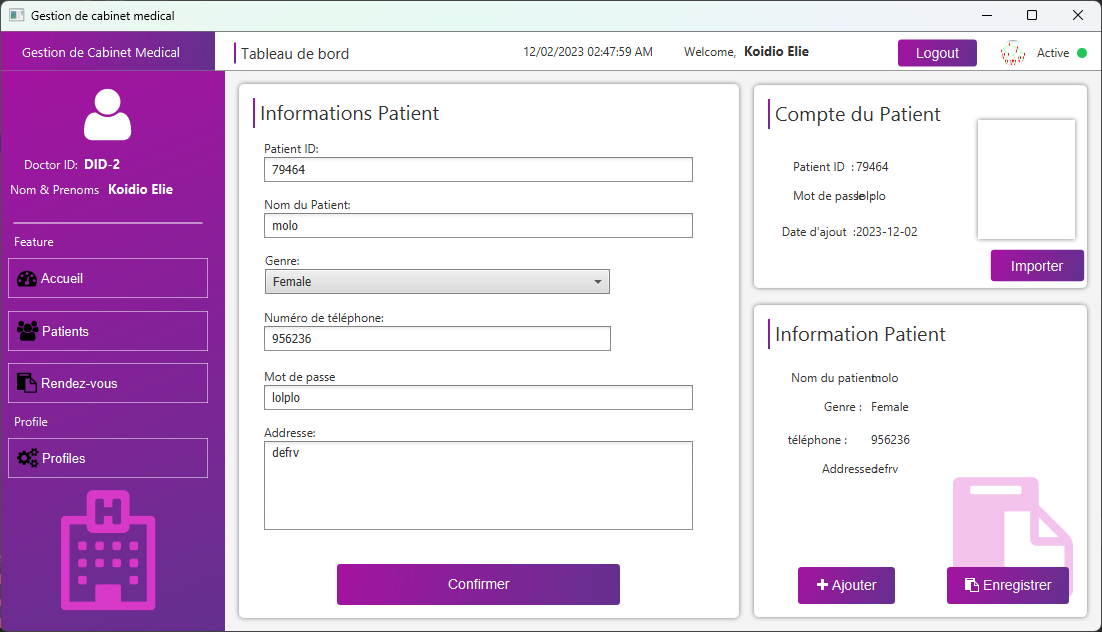 Gestion de cabinet medical
Gestion de Cabinet Medical
Tableau de bord
12/02/2023 02:47:59 AM
Welcome, Koidio Elie
Logout
Active
Doctor ID: DID-2
Nom & Prenoms Koidio Elie
Feature
Accueil
Patients
Rendez-vous
Profile
Profiles
H
Informations Patient
Patient ID:
79464
Nom du Patient:
molo
Genre:
Female
Numéro de téléphone:
956236
Mot de passe
lolplo
Addresse:
defrv
Confirmer
Compte du Patient
Patient ID : 79464
Mot de passe lolplo
Date d'ajout :2023-12-02
Importer
Information Patient
Nom du patient molo
Genre : Female
téléphone : 956236
Addresse defrv
Ajouter
Enregistrer